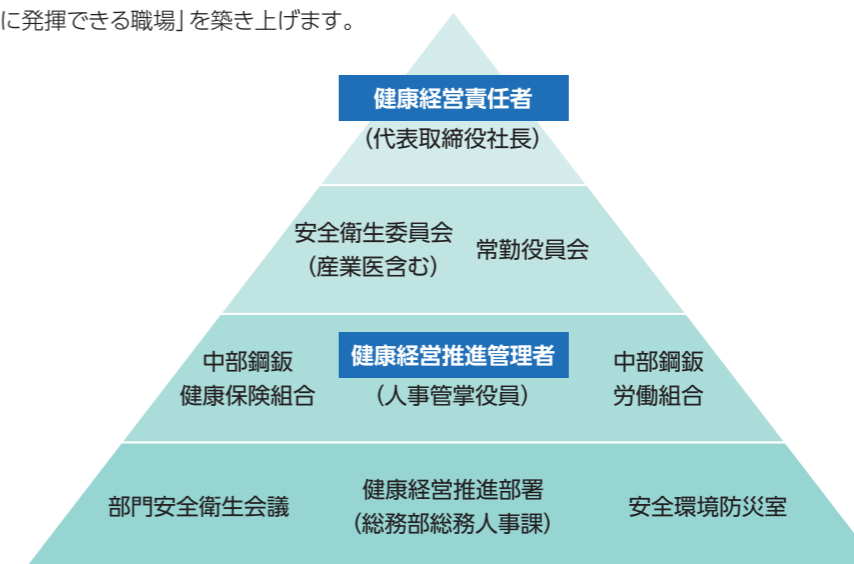 に発揮できる職場」を築き上げます。
健康経営責任者
(代表取締役社長)
安全衛生委員会
(産業医含む)
常勤役員会
中部鋼鈑
健康保険組合
健康経営推進管理者
(人事管掌役員)
中部鋼鈑
労働組合
部門安全衛生会議
健康経営推進部署
(総務部総務人事課)
安全環境防災室